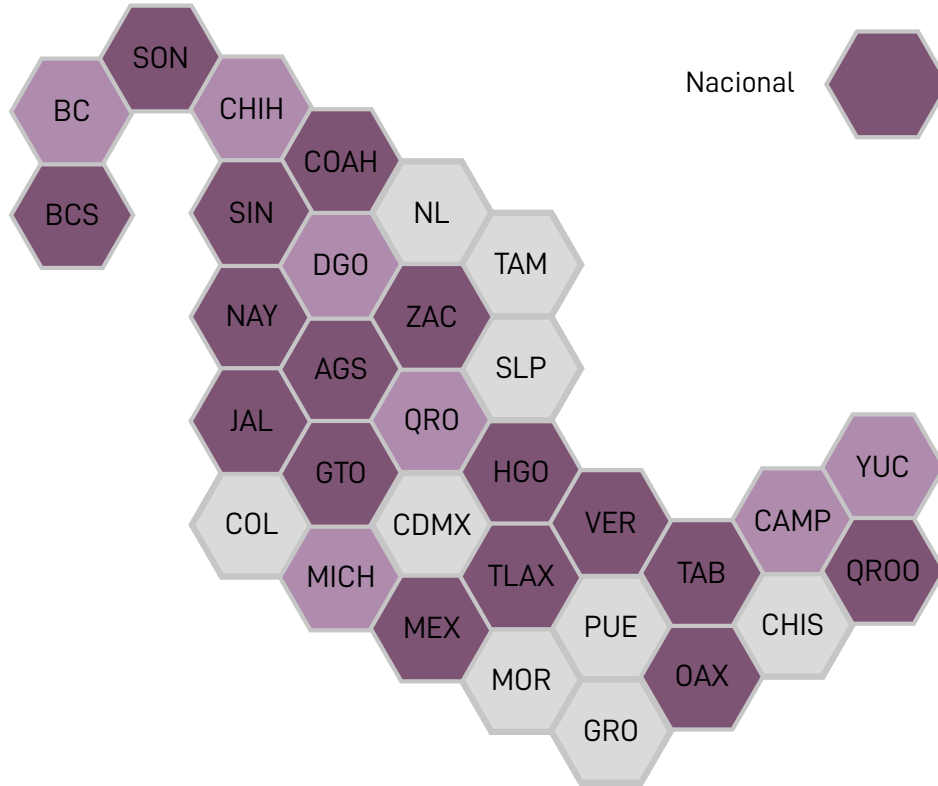 SON
Nacional
BC
CHIH
COAH
BCS
SIN
NL
DGO
TAM
NAY
ZAC
AGS
SLP
JAL
QRO
GTO
HGO
YUC
COL
CDMX
VER
CAMP
MICH
TLAX
TAB
QROO
MEX
PUE
CHIS
MOR
OAX
GRO